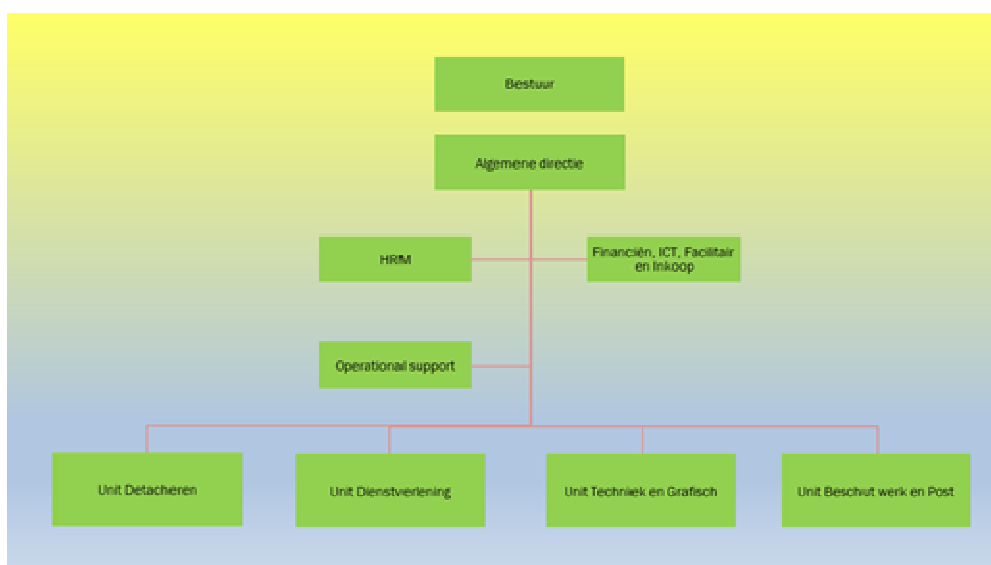 Bestuur
Algemene directie
HRM
Financiën, ICT, Facilitair
en Inkoop
Operationail support
Unit Detacheren
Unit Dienstverlening
Unit Techniek en Grafisch
Unit Beschut werk en Post